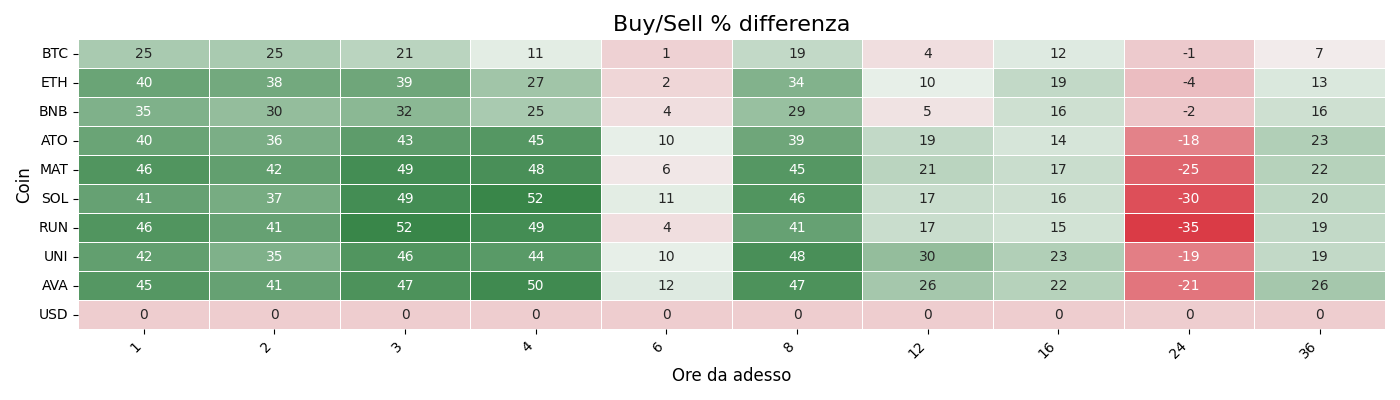 Buy/Sell % differenza
Coin
BTC 25 25 21 11 1 19 4 12 -1 7
ETH 40 38 39 27 2 34 10 19 -4 13
BNB 35 30 32 25 4 29 5 16 -2 16
ATO 40 36 43 45 10 39 19 14 -18 23
MAT 46 42 49 48 6 45 21 17 -25 22
SOL 41 37 49 52 11 46 17 16 -30 20
RUN 46 41 52 49 4 41 17 15 -35 19
UNI 42 35 46 44 10 48 30 23 -19 19
AVA 45 41 47 50 12 47 26 22 -21 26
USD 0 0 0 0 0 0 0 0 0 0
1 2 3 4 6 8 12 16 24 36
Ore da adesso